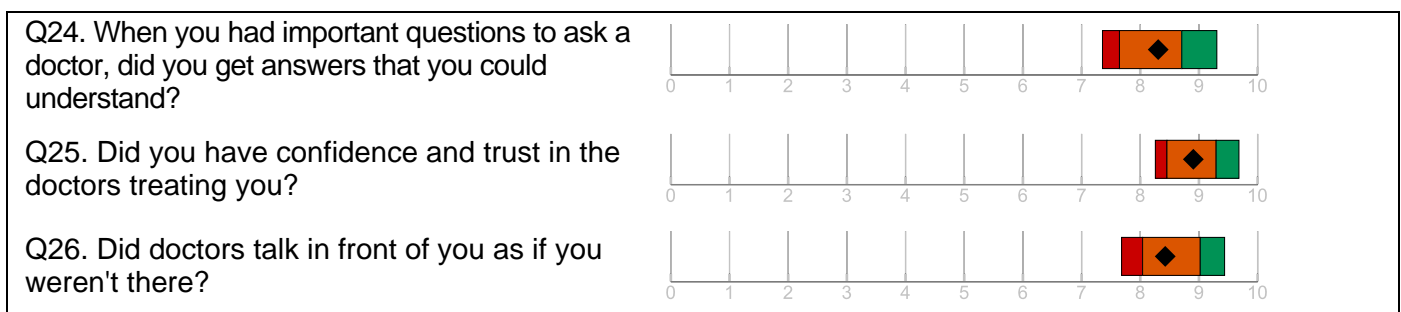 Q24. When you had important questions to ask a
doctor, did you get answers that you could
understand?
0 1 2 3 4 5 6 7 8 9 10
Q25. Did you have confidence and trust in the
doctors treating you?
0 1 2 3 4 5 6 7 8 9 10
Q26. Did doctors talk in front of you as if you
weren't there?
0 1 2 3 4 5 6 7 8 9 10